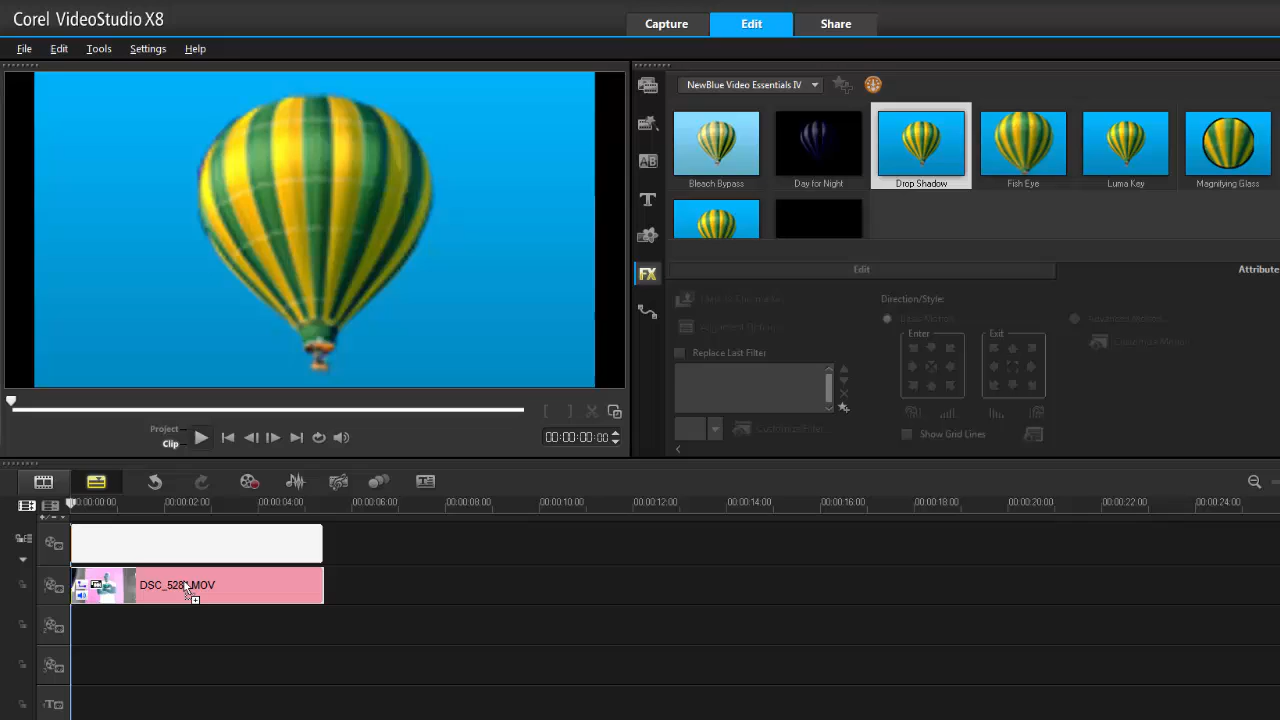 Corel VideoStudio X8
Capture Edit Share
File Edit Tools Settings Help
NewBlue Video Essentials IV
Bleach Bypass Day for Night Drop Shadow Fish Eye Luma Key Magnifying Glass
AB
T
FX
Edit Attribute
Direction/Style:
Enter Exit
Replace Last Filter
Show Grid Lines
Project
Clip
00:00:00:00
00:00:02:00 00:00:04:00 00:00:06:00 00:00:08:00 00:00:10:00 00:00:12:00 00:00:14:00 00:00:16:00 00:00:18:00 00:00:20:00 00:00:22:00 00:00:24:00